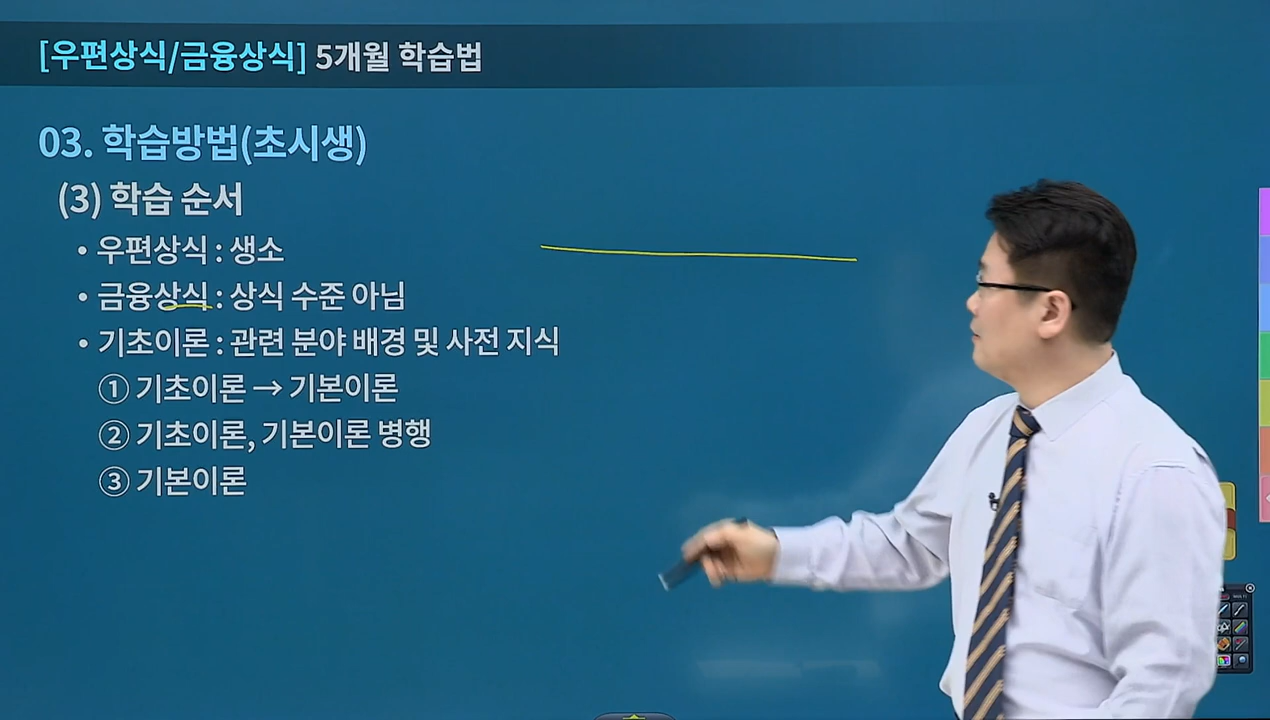 [우편상식/금융상식] 5개월 학습법
03. 학습방법(초시생)
(3) 학습 순서
• 우편상식 : 생소
• 금융상식 : 상식 수준 아님
• 기초이론 : 관련 분야 배경 및 사전 지식
① 기초이론 → 기본이론
② 기초이론, 기본이론 병행
③ 기본이론